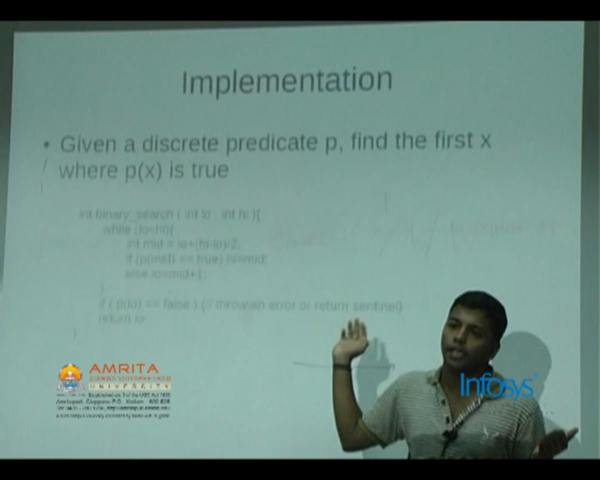 Implementation
• Given a discrete predicate p, find the first x
where p(x) is true
int binary_search ( int lo , int hi ){
while (lo<hi){
int mid = lo+(hi-lo)/2;
if (p(mid) == true) hi=mid;
else lo=mid+1;
}
if ( p(lo) == false ) {// throw an error or return sentinel}
return lo
}
AMRITA
UNIVERSITY
Infosys